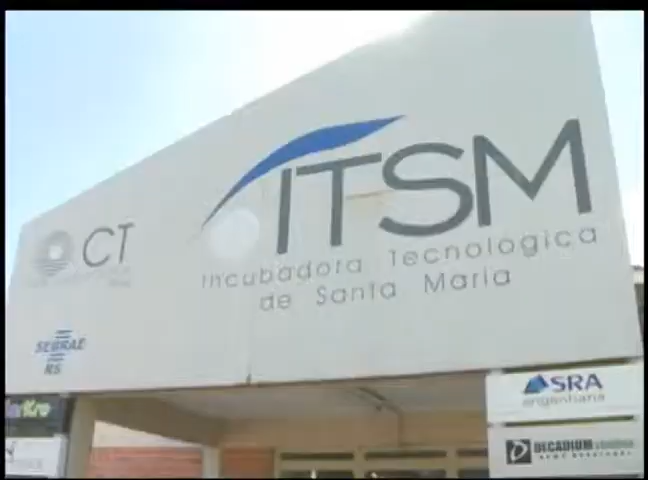 ITSM
Incubadora Tecnologica
de Santa Maria
CT
SEBRAE
RS
SRA
engenharia
DECADIUM